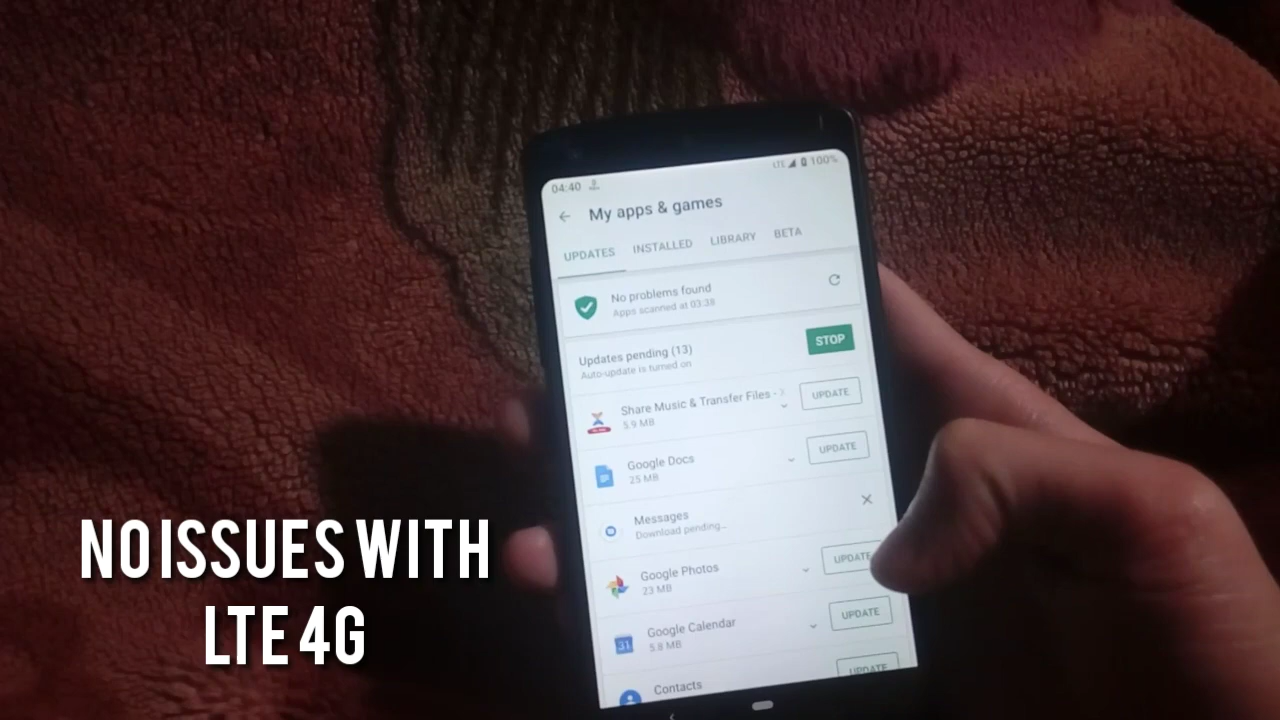 04:40
LTE 100%
My apps & games
UPDATES INSTALLED LIBRARY BETA
No problems found
Apps scanned at 03:38
Updates pending (13)
STOP
Auto-update is turned on
Share Music & Transfer Files -
UPDATE
5.9 MB
Google Docs
UPDATE
25 MB
Messages
Download pending...
Google Photos
UPDATE
23 MB
Google Calendar
UPDATE
31
5.8 MB
Contacts
UPDATE
NO ISSUES WITH
LTE 4G